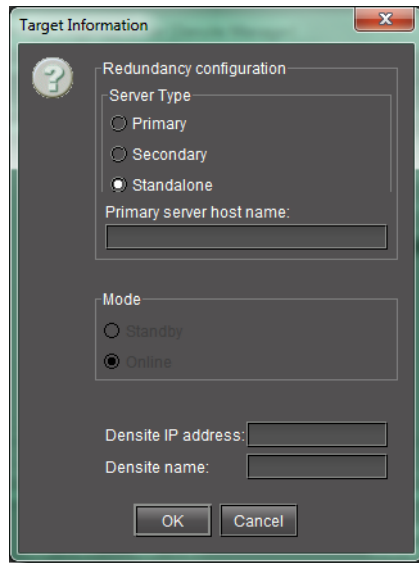 Target Information
Redundancy configuration
Server Type
Primary
Secondary
Standalone
Primary server host name:
Mode
Standby
Online
Densite IP address:
Densite name:
OK Cancel